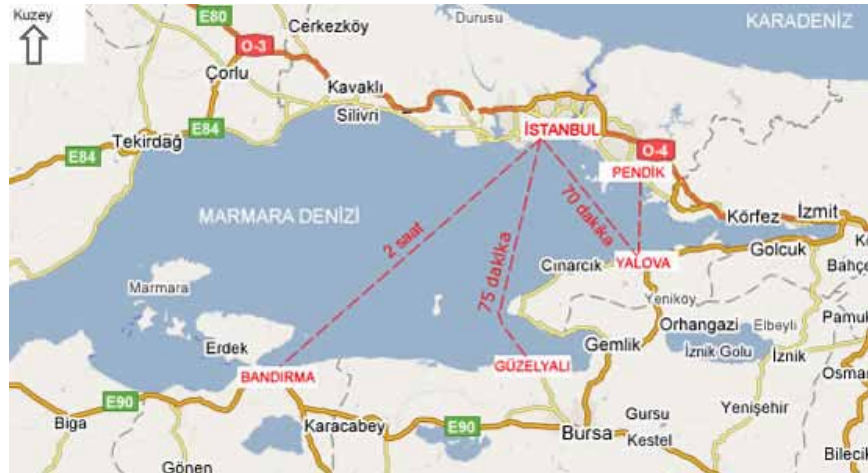 Kuzey
E80
Cerkezköy
Durusu
KARADENİZ
O-3
Çorlu
Kavaklı
Silivri
İSTANBUL
E84
Tekirdağ
E84
O-4
PENDİK
MARMARA DENİZİ
2 saat
75 dakika
70 dakika
Körfez
İzmit
Golcuk
Cınarcık
YALOVA
Bahçe
Yeniköy
Marmara
Orhangazi
Elbeyli
Pamuk
Erdek
Gemlik
İznik Golu
İznik
BANDIRMA
GÜZELYALI
Osman
E90
Biga
Karacabey
E90
Bursa
Gursu
Kestel
Yenişehir
Bilecik
Gönen